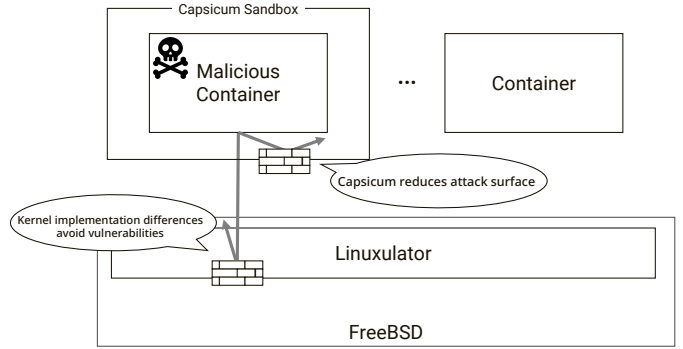 Capsicum Sandbox
Malicious
Container
...
Container
Capsicum reduces attack surface
Kernel implementation differences
avoid vulnerabilities
Linuxulator
FreeBSD